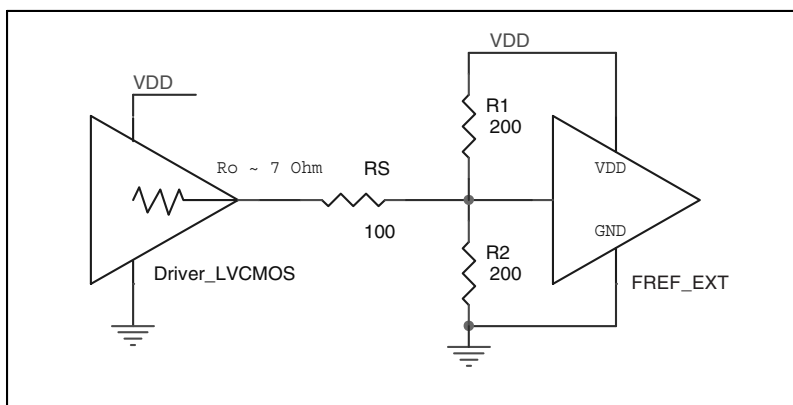 VDD
VDD
R1
200
Ro ~ 7 Ohm
RS
VDD
100
GND
R2
200
Driver_LVCMOS
FREF_EXT